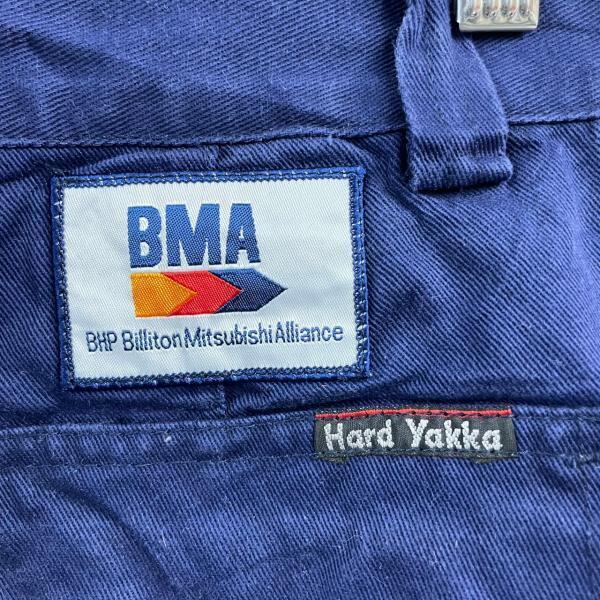 BMA
BHP Billiton Mitsubishi Alliance
Hard Yakka